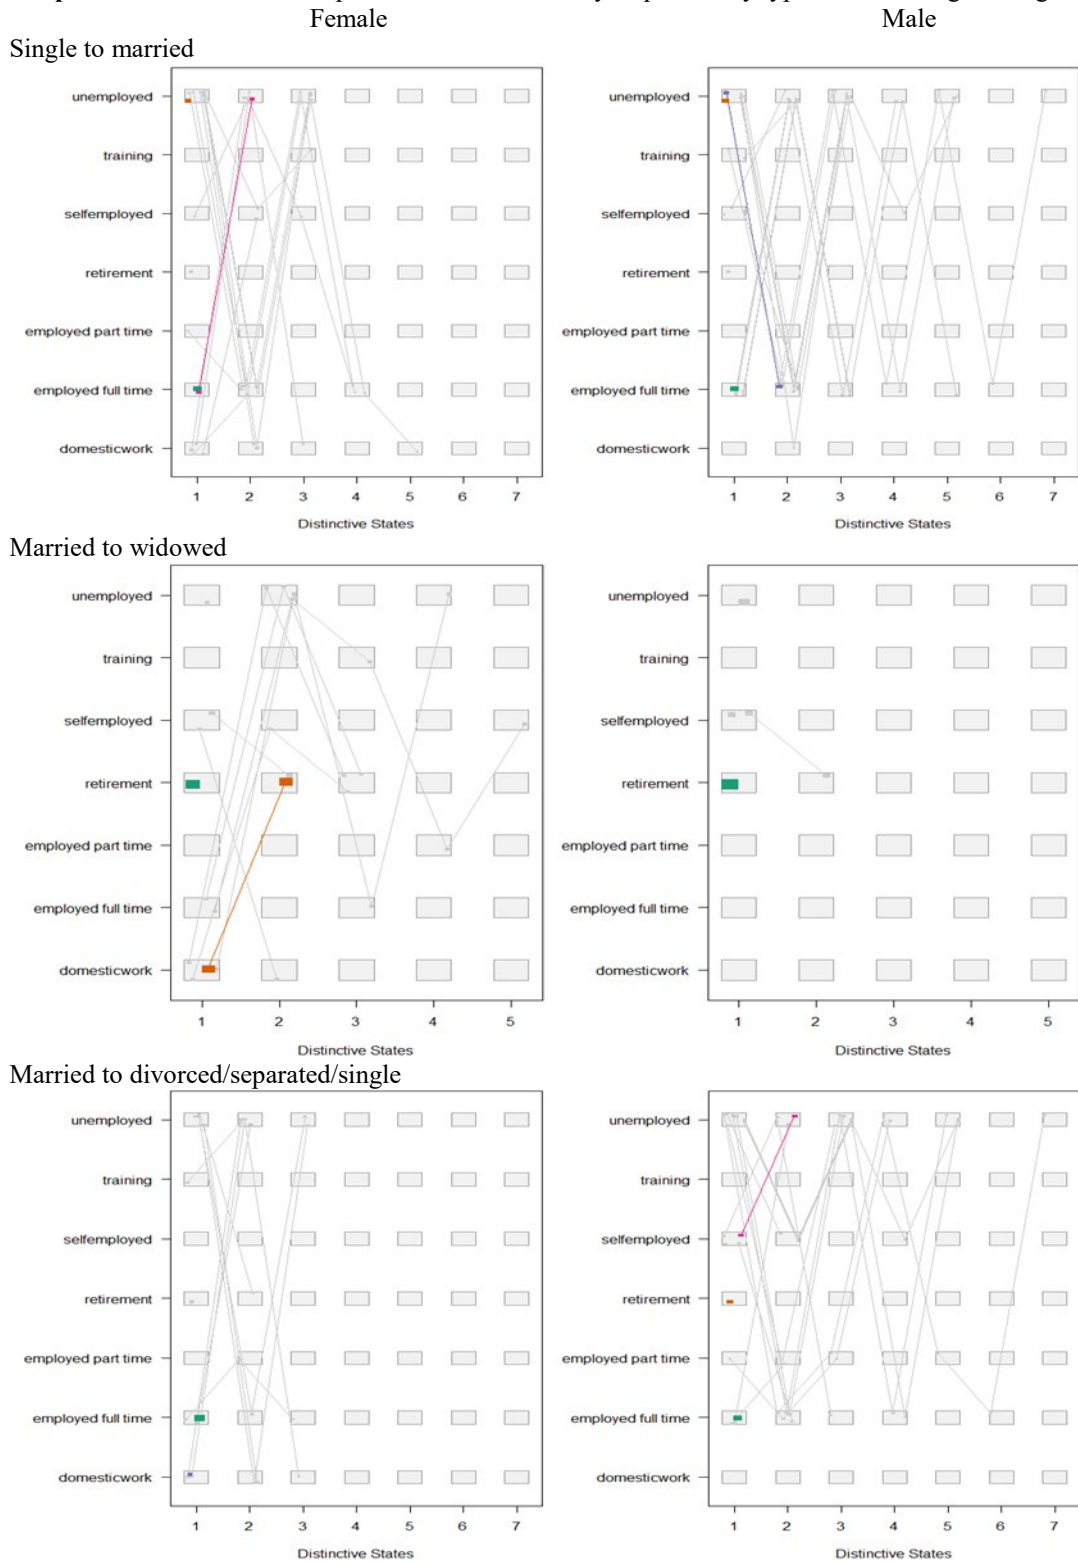 Female Male
Single to married
unemployed unemployed
training training
selfemployed selfemployed
retirement retirement
employed part time employed part time
employed full time employed full time
domesticwork domesticwork
1 2 3 4 5 6 7 1 2 3 4 5 6 7
Distinctive States Distinctive States
Married to widowed
unemployed unemployed
training training
selfemployed selfemployed
retirement retirement
employed part time employed part time
employed full time employed full time
domesticwork domesticwork
1 2 3 4 5 1 2 3 4 5
Distinctive States Distinctive States
Married to divorced/separated/single
unemployed unemployed
training training
selfemployed selfemployed
retirement retirement
employed part time employed part time
employed full time employed full time
domesticwork domesticwork
1 2 3 4 5 6 7 1 2 3 4 5 6 7
Distinctive States Distinctive States